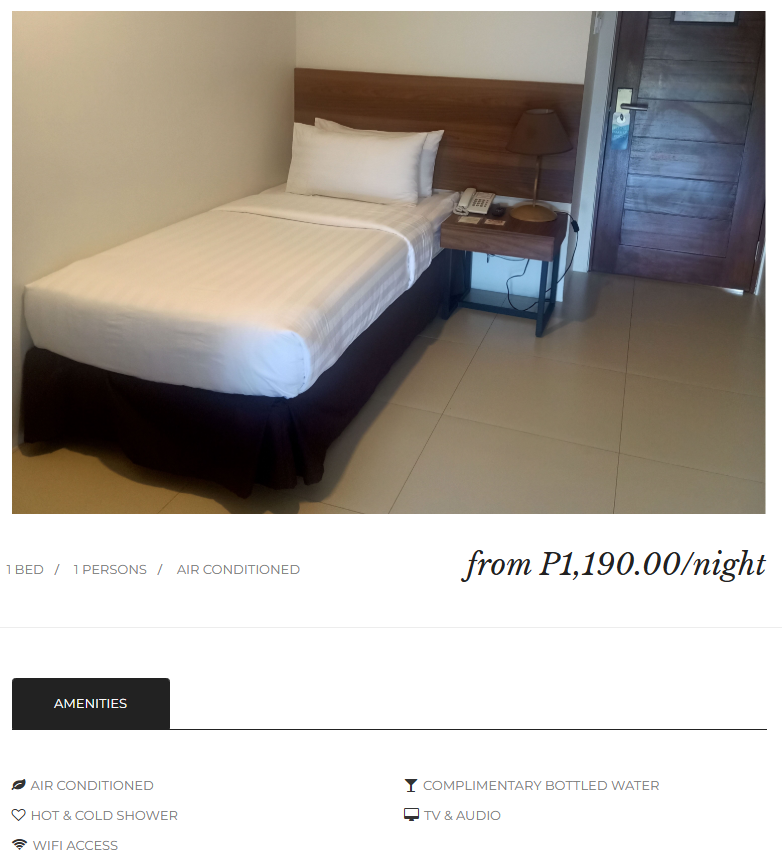 1 BED / 1 PERSONS / AIR CONDITIONED
from P1,190.00/night
AMENITIES
AIR CONDITIONED
COMPLIMENTARY BOTTLED WATER
HOT & COLD SHOWER
TV & AUDIO
WIFI ACCESS